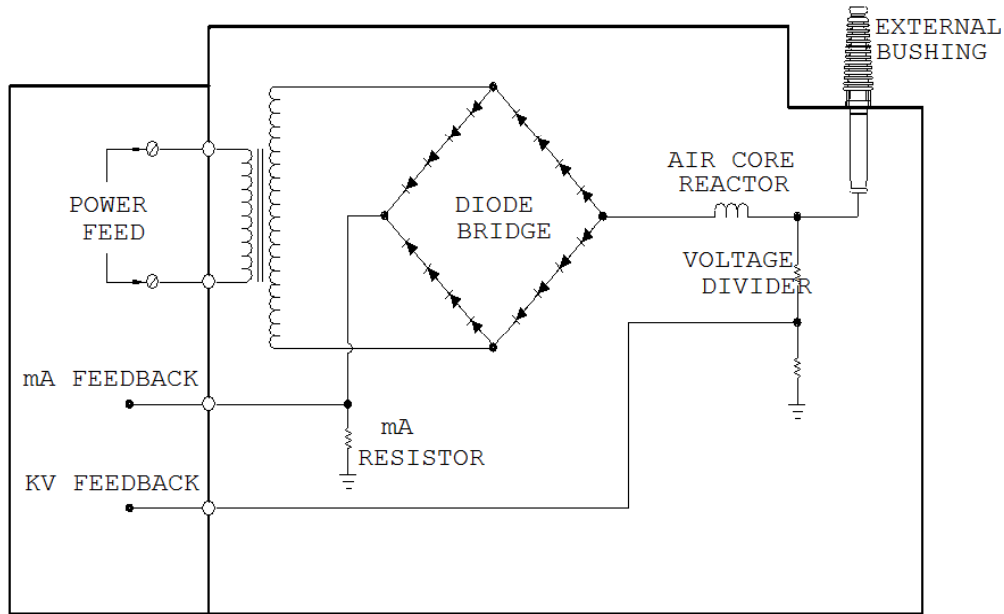 EXTERNAL
BUSHING
AIR CORE
REACTOR
POWER
FEED
DIODE
BRIDGE
VOLTAGE
DIVIDER
mA FEEDBACK
mA
RESISTOR
KV FEEDBACK